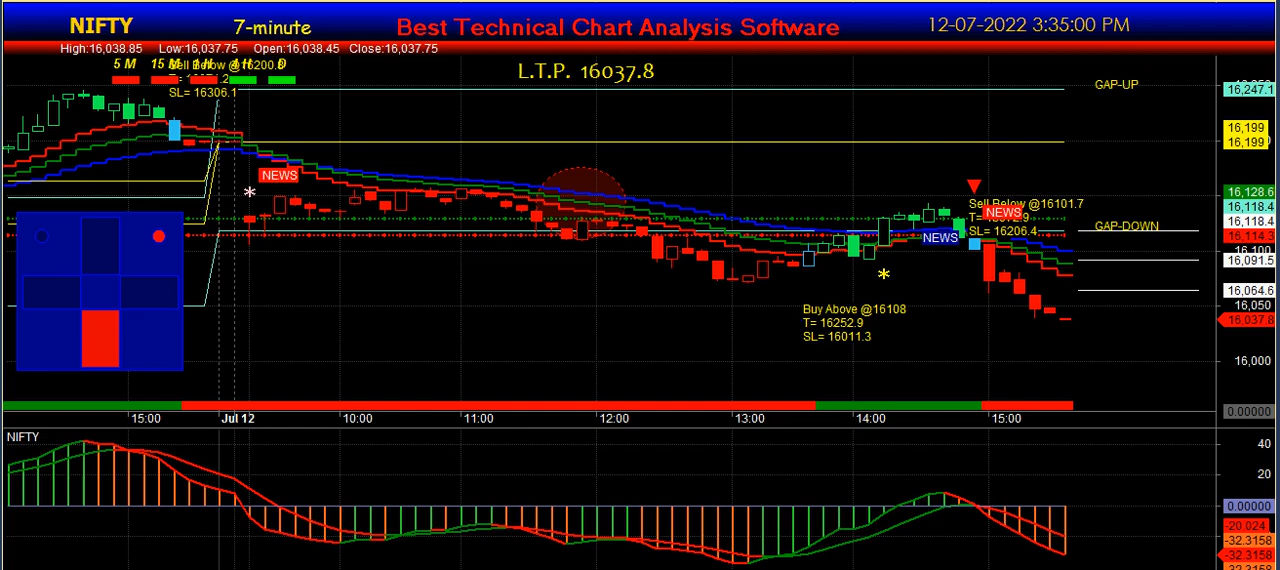 NIFTY
7-minute
Best Technical Chart Analysis Software
12-07-2022 3:35:00 PM
High:16,038.85 Low:16,037.75 Open:16,038.45 Close:16,037.75
5 M 15 M 1 H 4 H D
Sell Below @16200.8
SL= 16306.1
L.T.P. 16037.8
GAP-UP
16,247.1
16,199
16,199
NEWS
*
16,128.6
Sell Below @16101.7
NEWS
SL= 16206.4
NEWS
GAP-DOWN
16,118.4
16,118.4
16,114.3
16,100
16,091.5
16,064.6
16,050
16,037.8
16,000
*
Buy Above @16108
T= 16252.9
SL= 16011.3
0.00000
15:00 Jul 12 10:00 11:00 12:00 13:00 14:00 15:00
NIFTY
40
20
0.00000
-20.024
-32.3158
-32.3158